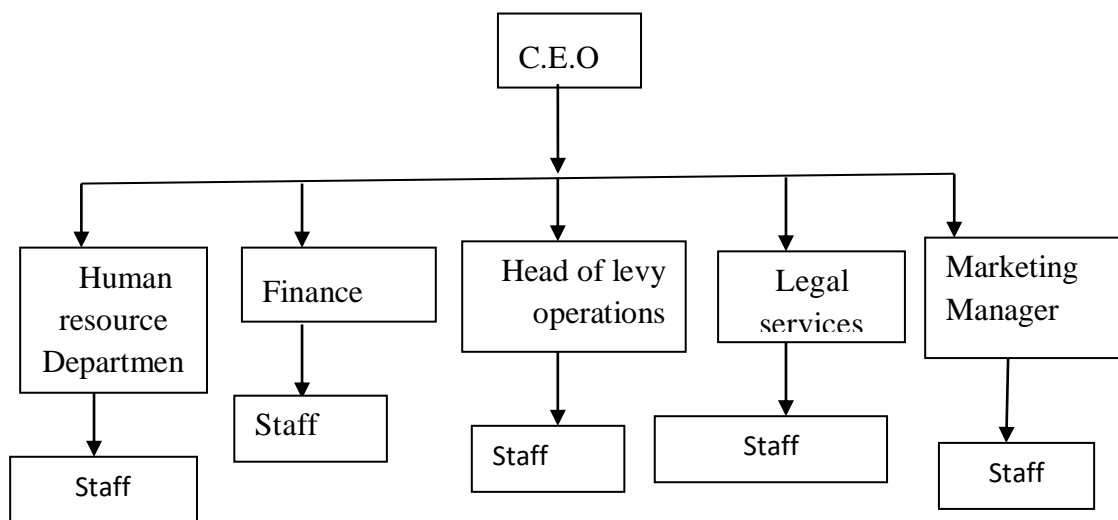 C.E.O
Human
resource
Departmen
Finance
Head of levy
operations
Legal
services
Marketing
Manager
Staff
Staff
Staff
Staff
Staff